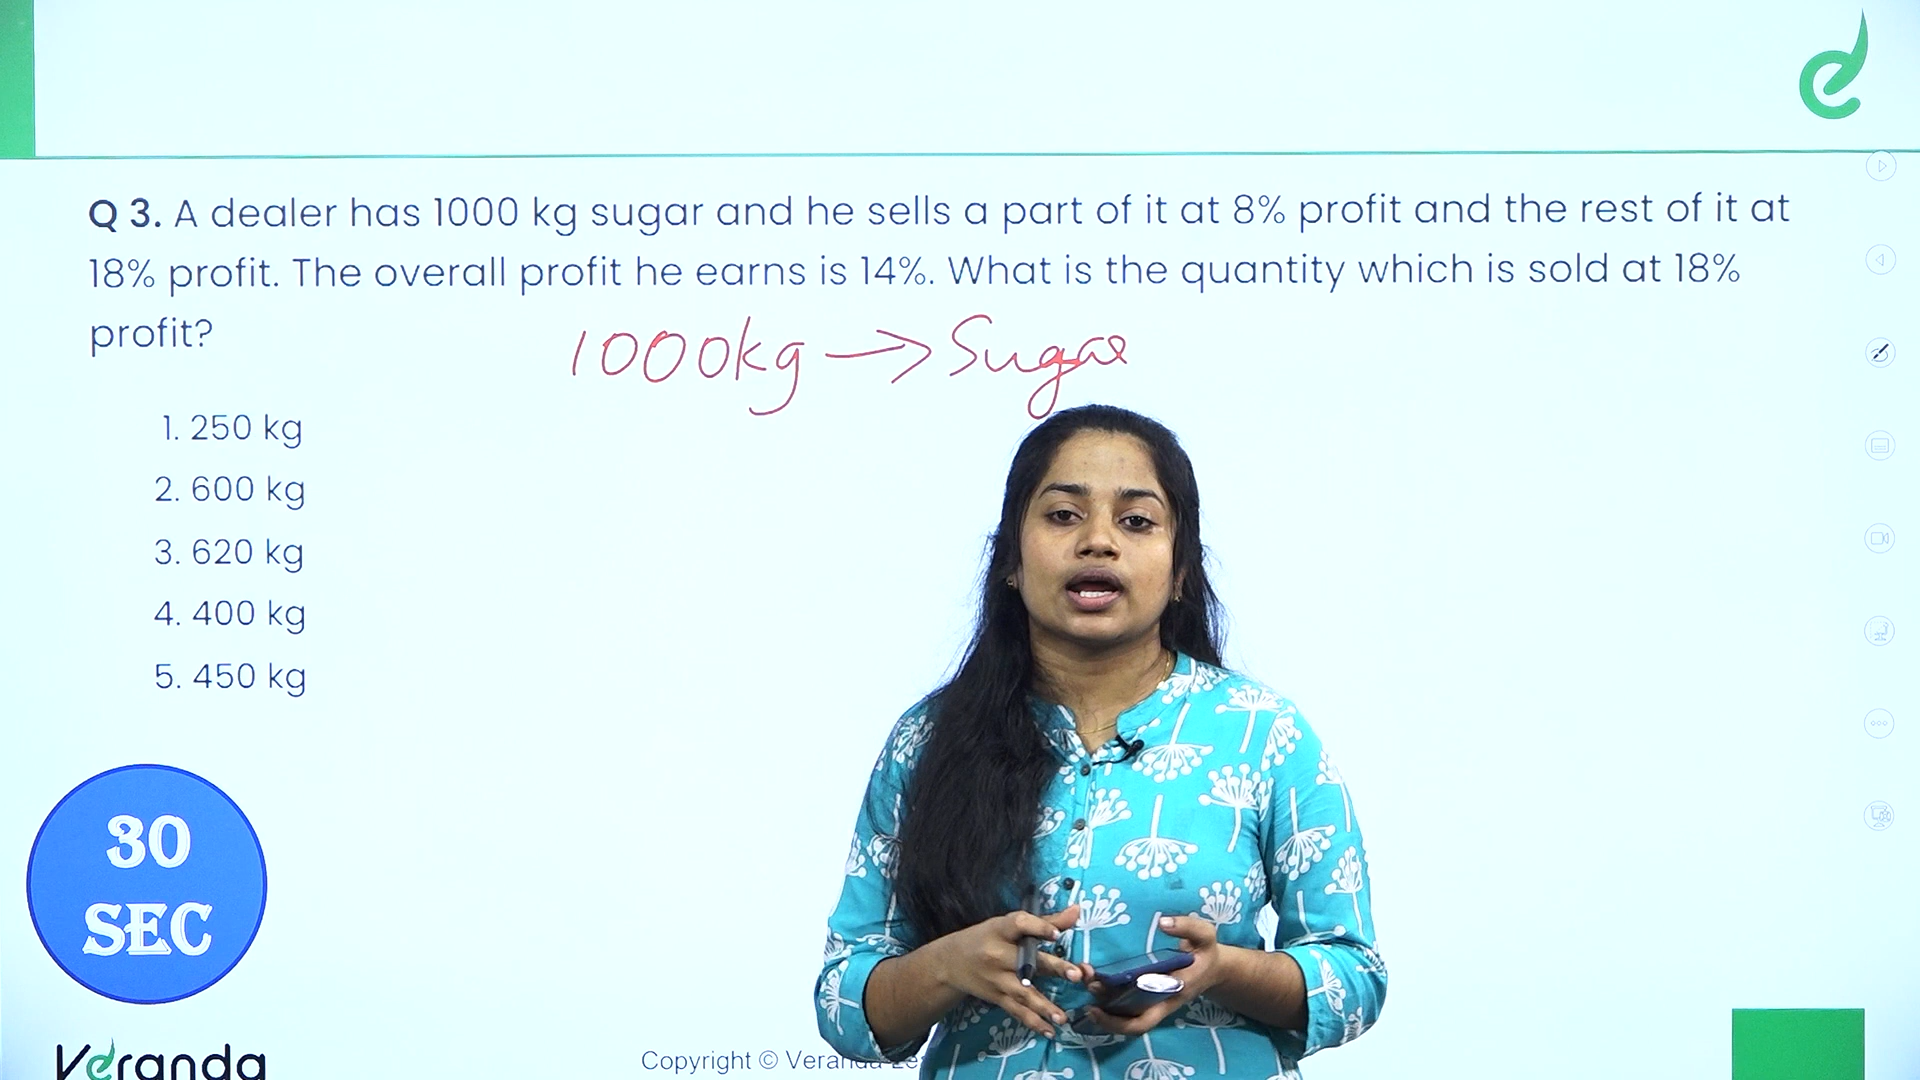 Q 3. A dealer has 1000 kg sugar and he sells a part of it at 8% profit and the rest of it at
18% profit. The overall profit he earns is 14%. What is the quantity which is sold at 18%
profit?
1000kg → Sugar
1. 250 kg
2. 600 kg
3. 620 kg
4. 400 kg
5. 450 kg
30
SEC
Veranda
Copyright © Veranda